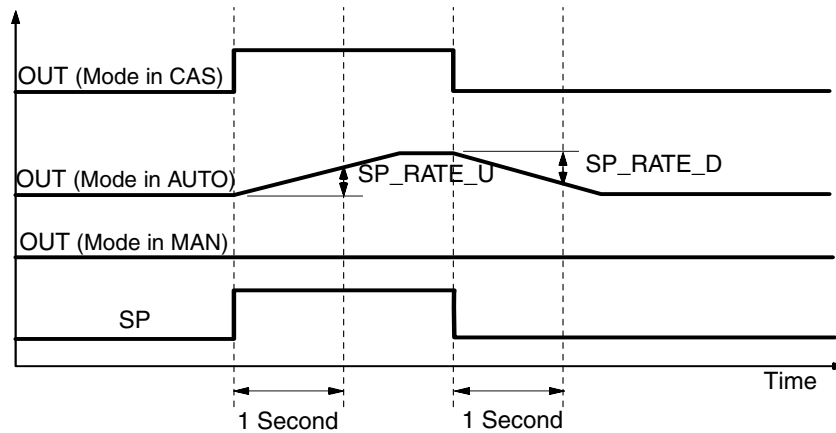 OUT (Mode in CAS)
OUT (Mode in AUTO)
SP_RATE_U
SP_RATE_D
OUT (Mode in MAN)
SP
Time
1 Second
1 Second